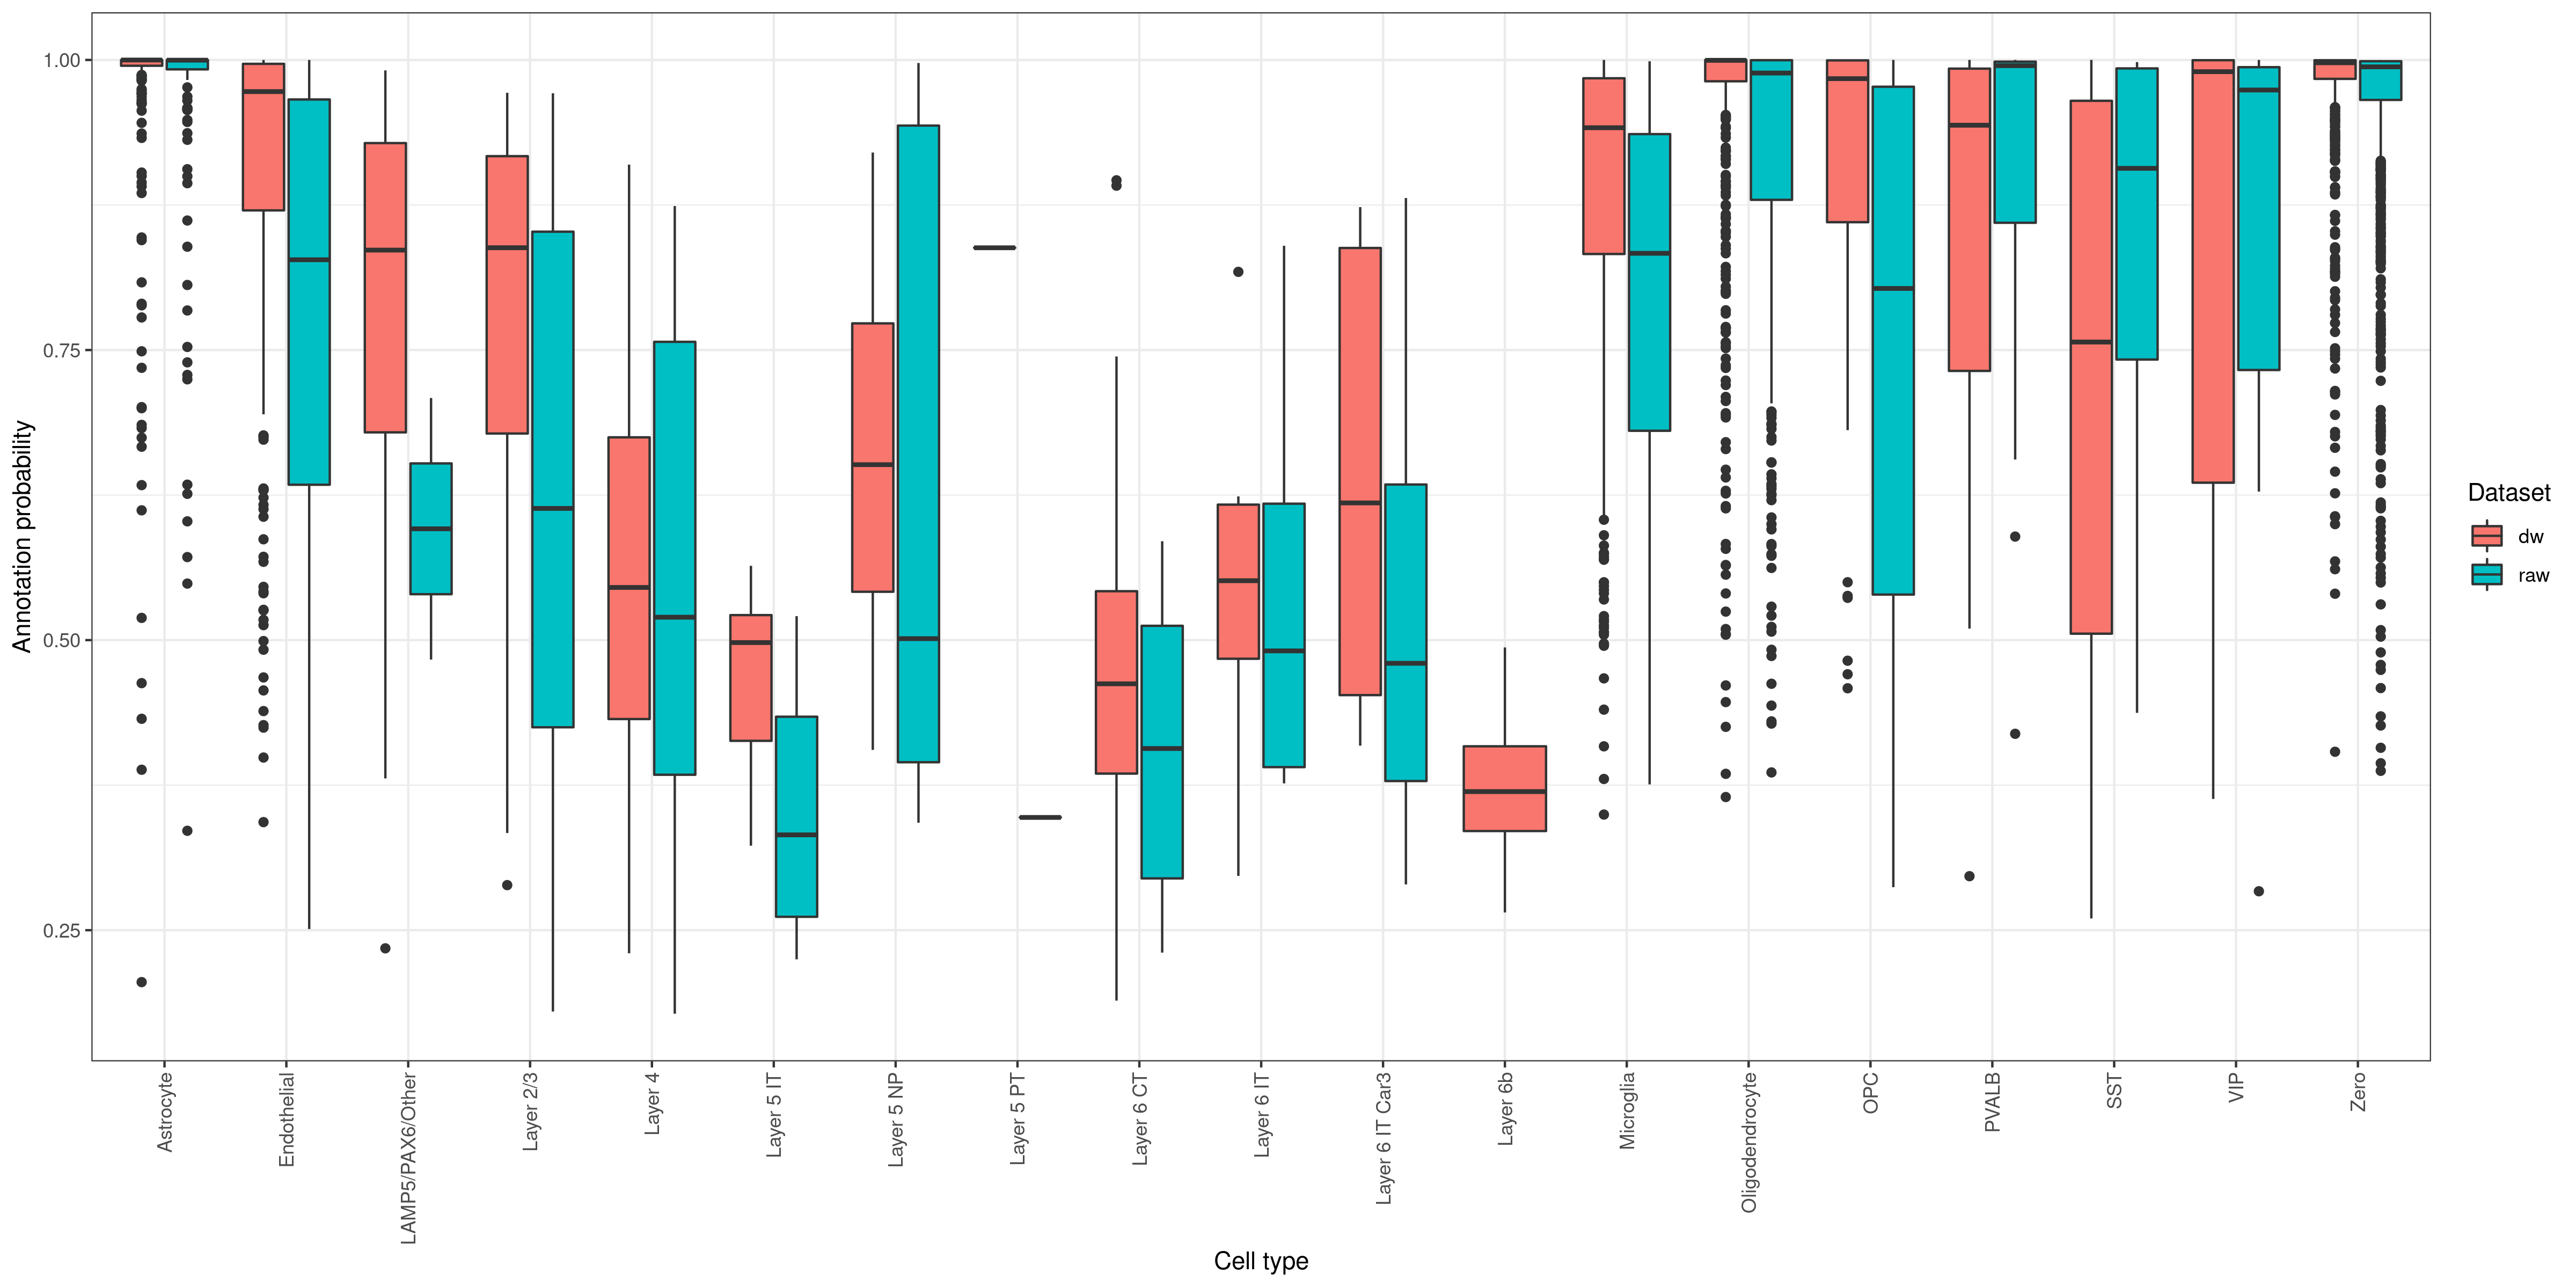 1.00
0.75
0.50
0.25
Annotation probability
Astrocyte
Endothelial
LAMP5/PAX6/Other
Layer 2/3
Layer 4
Layer 5 IT
Layer 5 NP
Layer 5 PT
Layer 6 CT
Layer 6 IT
Layer 6 IT Car3
Layer 6b
Microglia
Oligodendrocyte
OPC
PVALB
SST
VIP
Zero
Cell type
Dataset
dw
raw